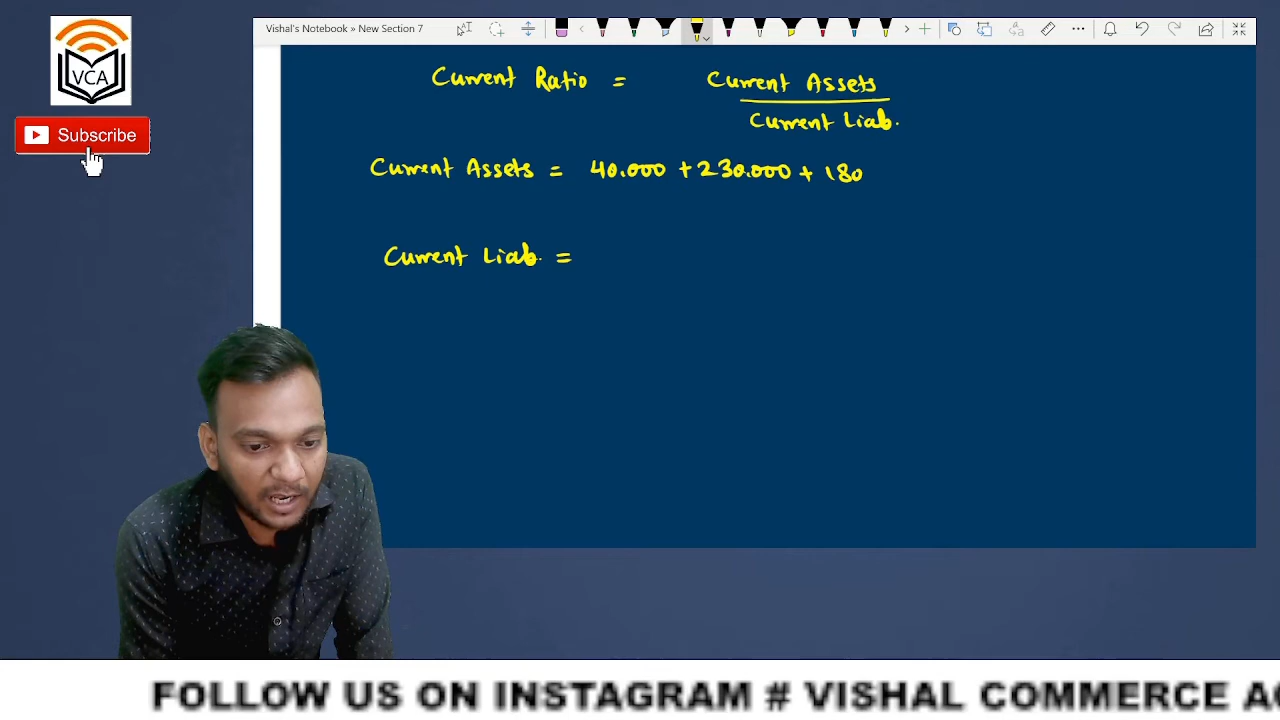 VCA
Subscribe
Vishal's Notebook » New Section 7
Current Ratio = Current Assets
Current Liab.
Current Assets = 40.000 + 230.000 + 180
Current Liab. =
FOLLOW US ON INSTAGRAM # VISHAL COMMERCE AC